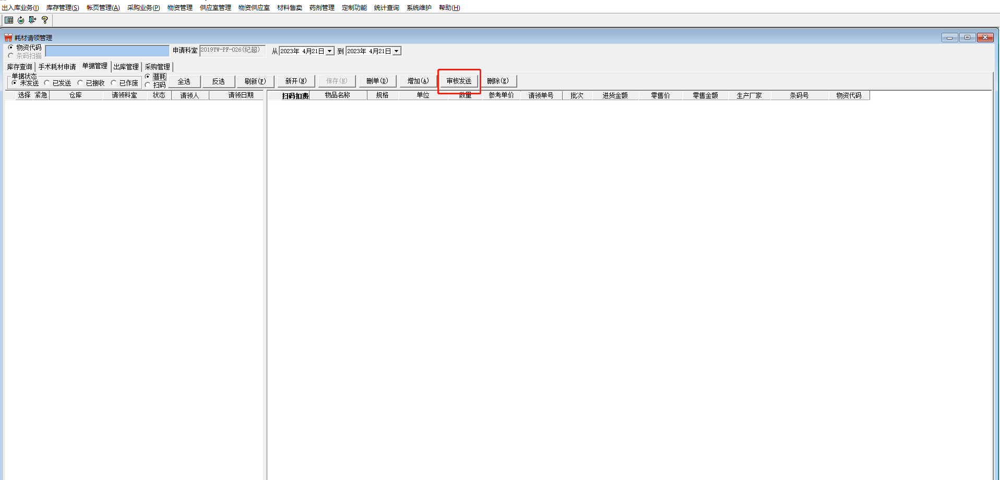 出入库业务(I) 库存管理(S) 帐页管理(A) 采购业务(P) 物资管理 供应室管理 物资供应室 材料售卖 药剂管理 定制功能 统计查询 系统维护 帮助(H)
耗材请领管理
物资代码
条码扫描
申请科室 2019YW-PF-026(纪超) 从 2023年 4月21日 到 2023年 4月21日
库存查询 手术耗材申请 单据管理 出库管理 采购管理
单据状态
未发送 已发送 已接收 已作废
普耗
扫码
全选 反选 刷新(F) 新开(N) 保存(N) 删单(D) 增加(A) 审核发送 删除(E)
选择 紧急 仓库 请领科室 状态 请领人 请领日期
扫码扣费 物品名称 规格 单位 数量 参考单价 请领单号 批次 进货金额 零售价 零售金额 生产厂家 条码号 物资代码